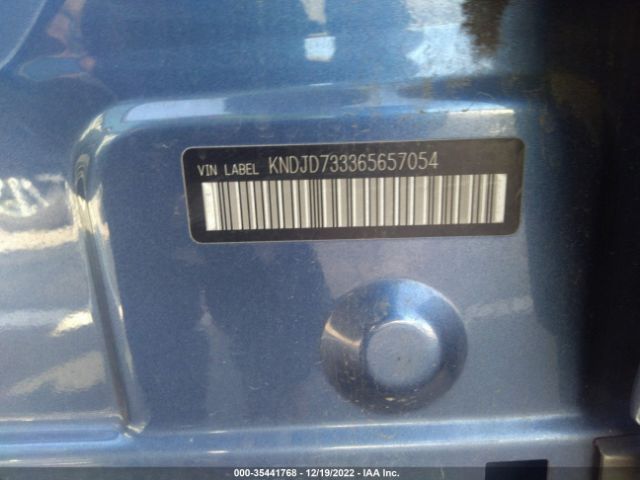 VIN LABEL KNDJD733365657054
000-35441768 - 12/19/2022 - IAA Inc.